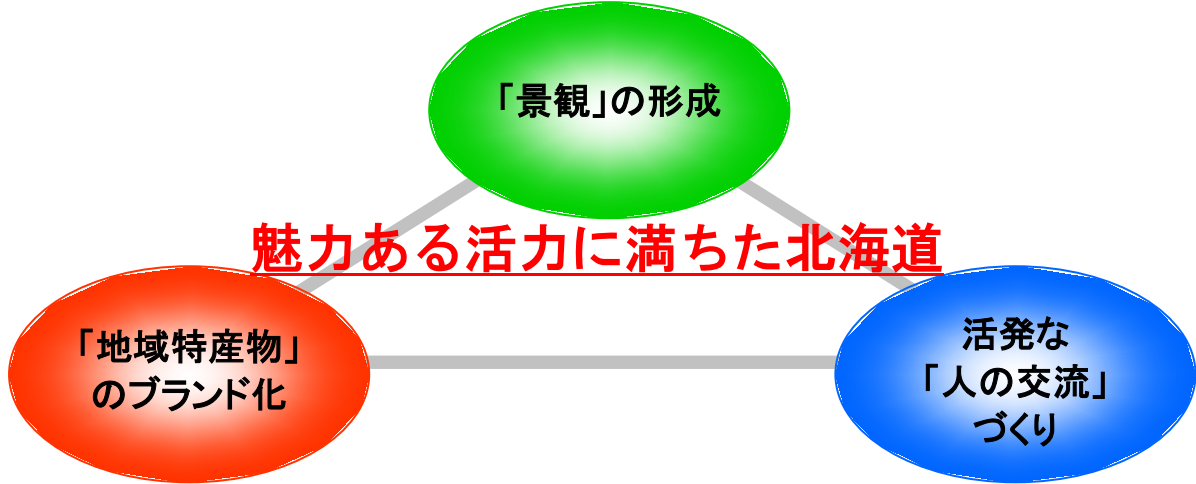 「景観」の形成
魅力ある活力に満ちた北海道
「地域特産物」
のブランド化
活発な
「人の交流」
づくり